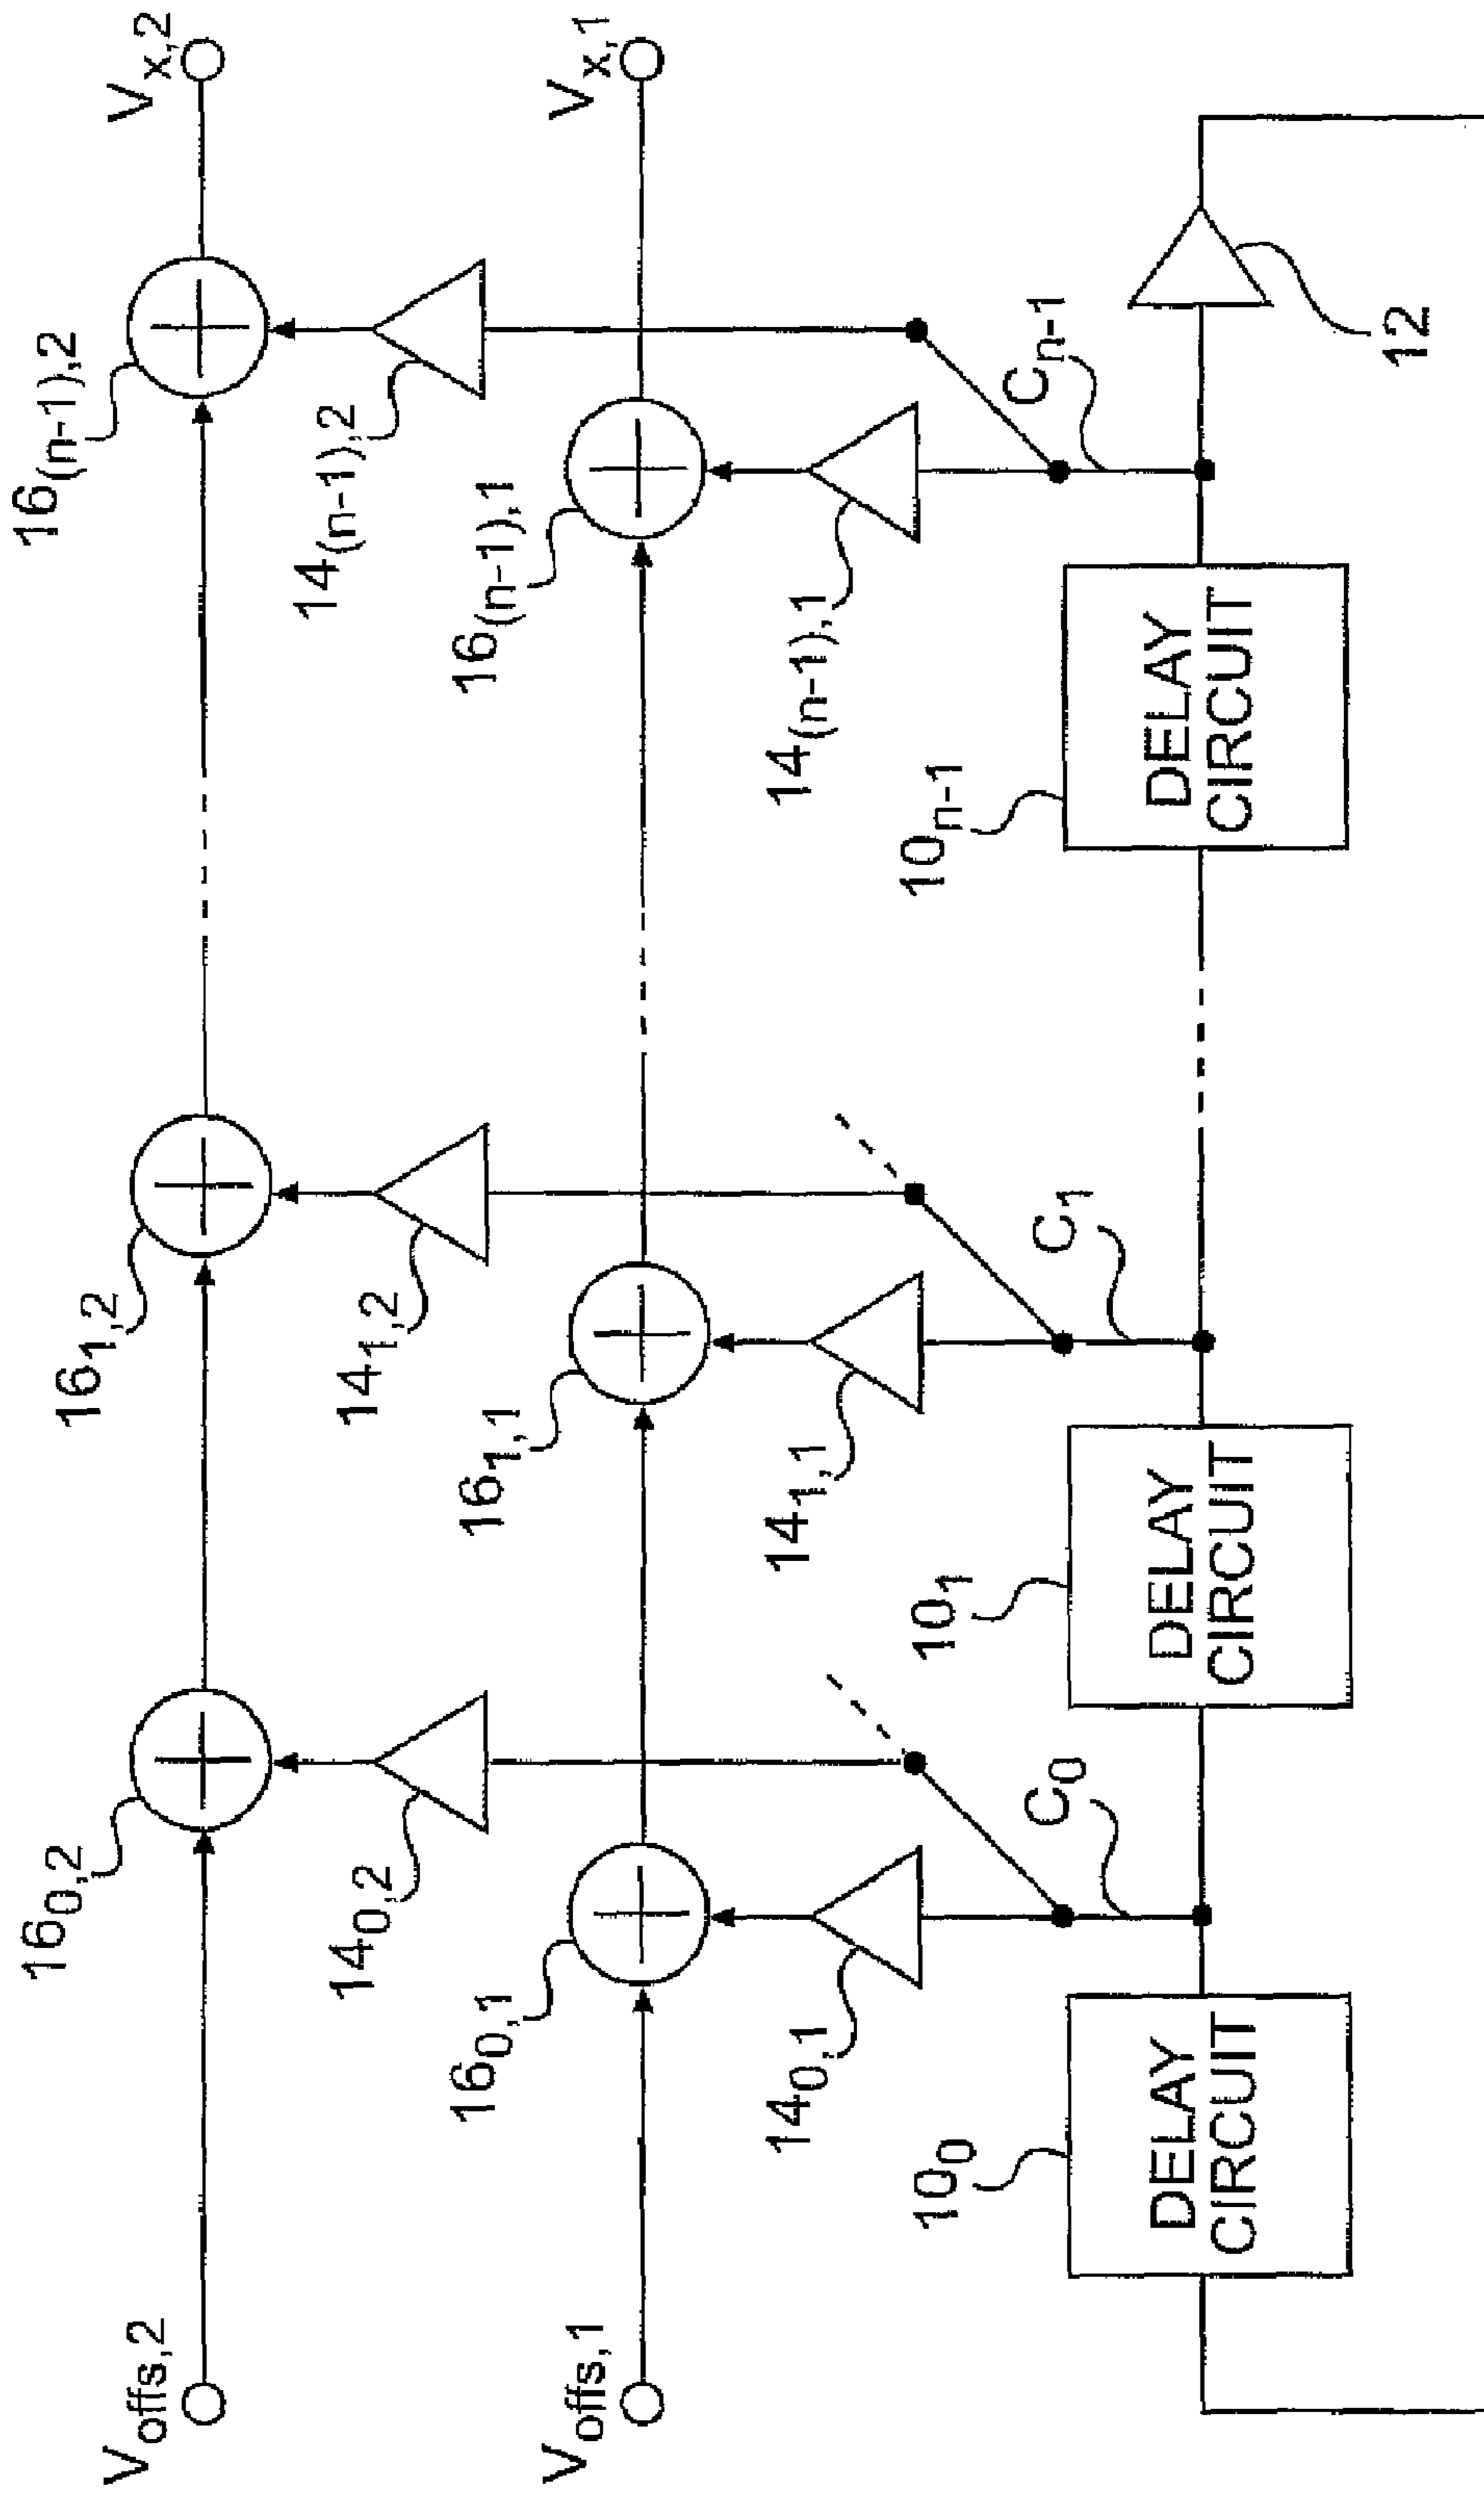 V_offs,2
16_0,2
16_1,2
16_(n-1),2
V_x,2
14_0,2
14_1,2
14_(n-1),2
V_offs,1
16_0,1
16_1,1
16_(n-1),1
V_x,1
14_0,1
14_1,1
14_(n-1),1
10_0
C_0
10_1
C_1
10_n-1
C_n-1
DELAY
CIRCUIT
DELAY
CIRCUIT
DELAY
CIRCUIT
12